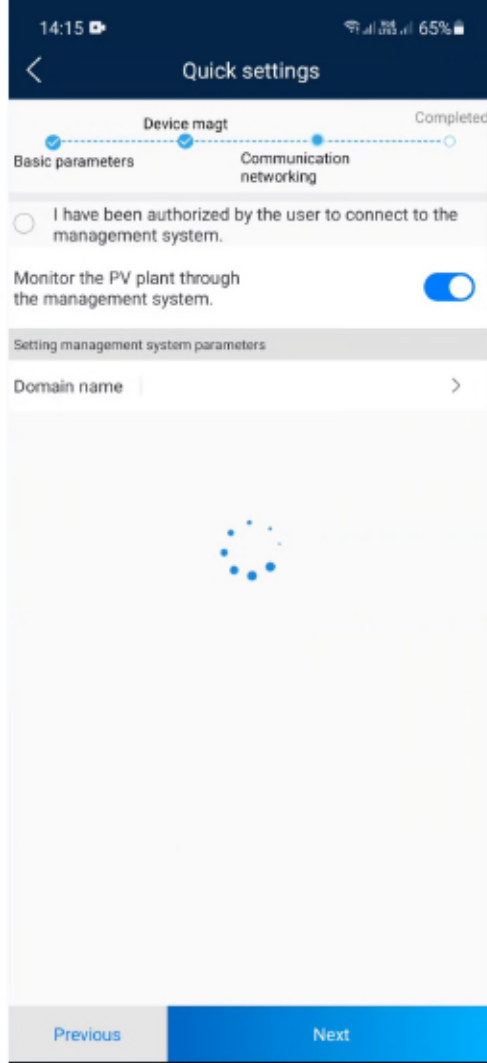 14:15
65%
Quick settings
Device magt
Completed
Basic parameters
Communication
networking
I have been authorized by the user to connect to the
management system.
Monitor the PV plant through
the management system.
Setting management system parameters
Domain name
Previous
Next